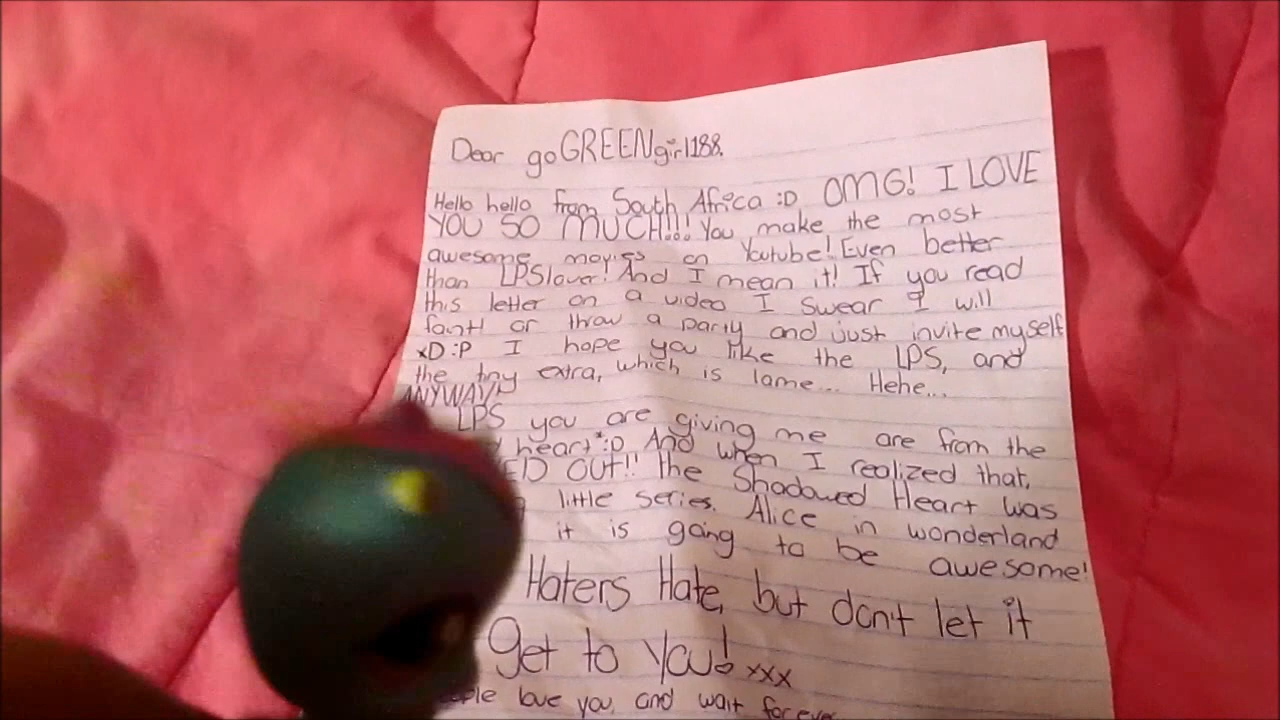 Dear goGREENgirl188,
Hello hello from South Africa :D OMG! I LOVE
YOU SO MUCH!!! You make the most
awesome movies on Youtube! Even better
than LPSlover! And I mean it! If you read
this letter on a video I swear I will
faint! or throw a party and just invite myself
xD :P I hope you like the LPS, and
the tiny extra, which is lame... Hehe...
ANYWAY
LPS you are giving me are from the
heart :D And when I realized that,
OUT!! the Shadowed Heart was
little series. Alice in wonderland
it is going to be awesome!
Haters Hate, but don't let it
get to you! xxx
love you, and wait for